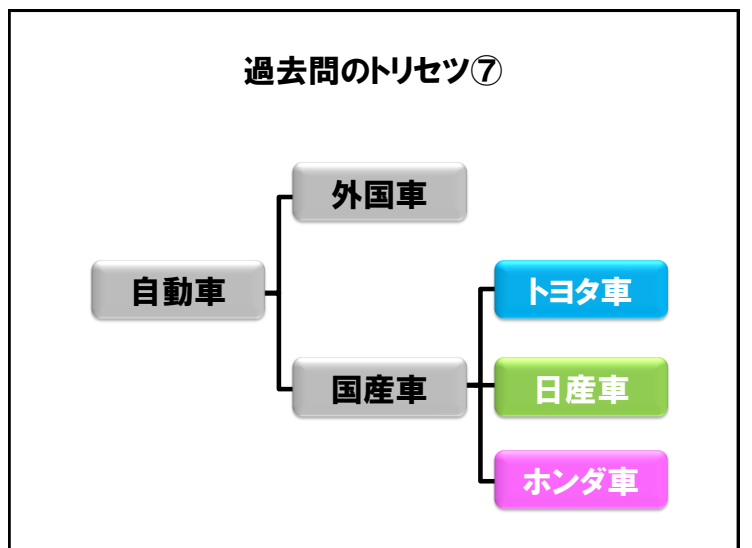 過去問のトリセツ⑦
外国車
自動車
トヨタ車
国産車
日産車
ホンダ車